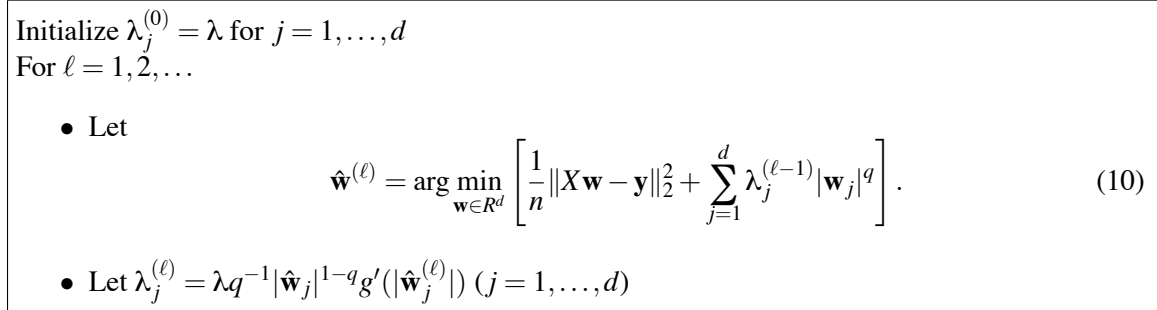 Initialize λ_j^{(0)} = λ for j = 1,...,d
For ℓ = 1,2,...
• Let
ŵ^{(ℓ)} = arg min_{w∈R^d} [ \frac{1}{n} ‖Xw − y‖_2^2 + ∑_{j=1}^{d} λ_j^{(ℓ−1)} |w_j|^q ]. (10)
• Let λ_j^{(ℓ)} = λq^{−1}|ŵ_j|^{1−q} g′(|ŵ_j^{(ℓ)}|) (j = 1,...,d)